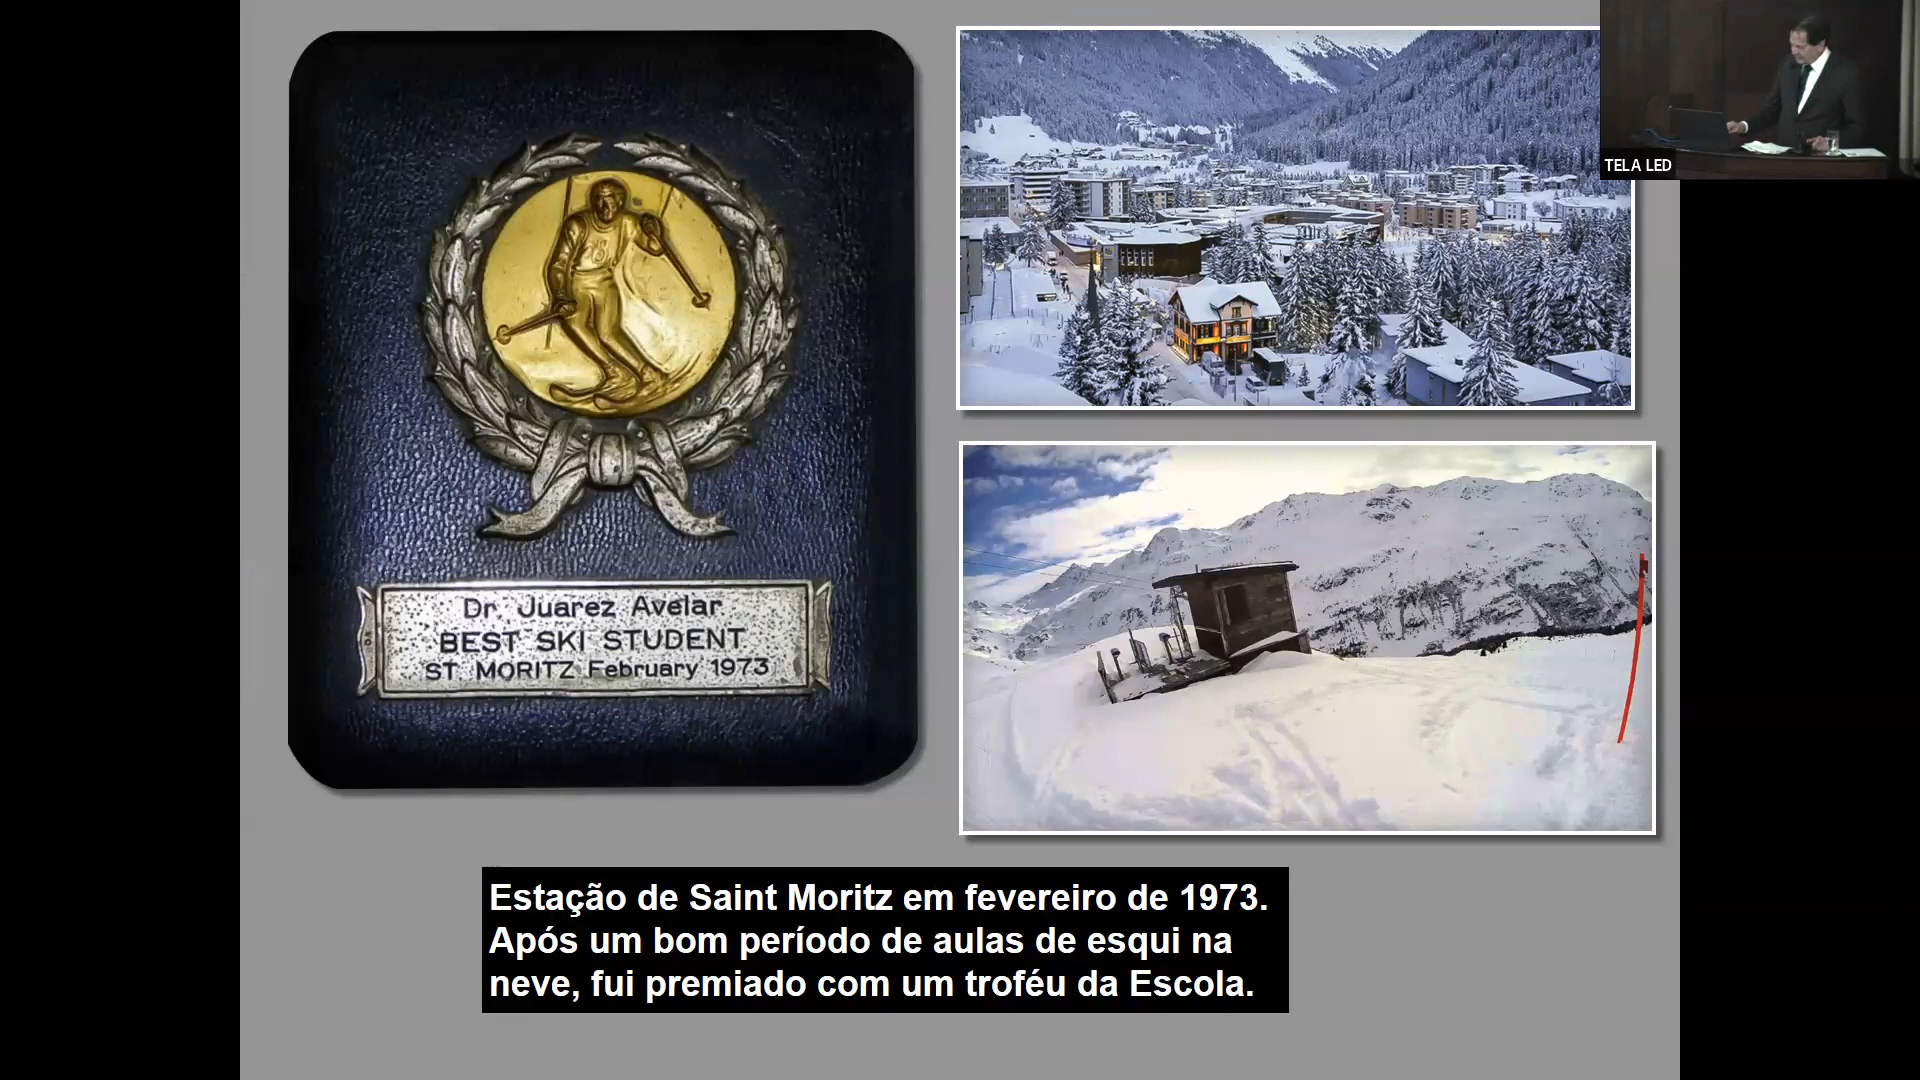 TELA LED
Dr. Juarez Avelar
BEST SKI STUDENT
ST MORITZ February 1973
Estação de Saint Moritz em fevereiro de 1973.
Após um bom período de aulas de esqui na
neve, fui premiado com um troféu da Escola.